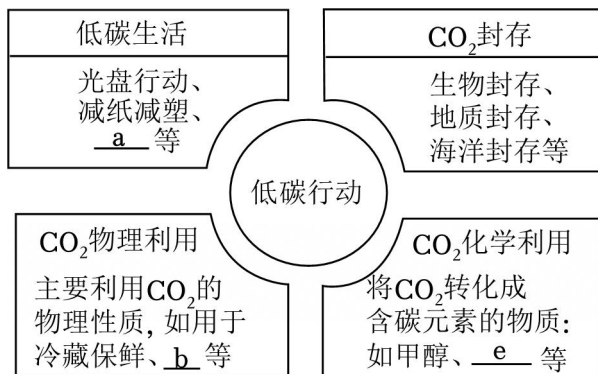 低碳生活
光盘行动、
减纸减塑、
a 等
CO₂封存
生物封存、
地质封存、
海洋封存等
低碳行动
CO₂物理利用
主要利用CO₂的
物理性质, 如用于
冷藏保鲜、b 等
CO₂化学利用
将CO₂转化成
含碳元素的物质:
如甲醇、e 等